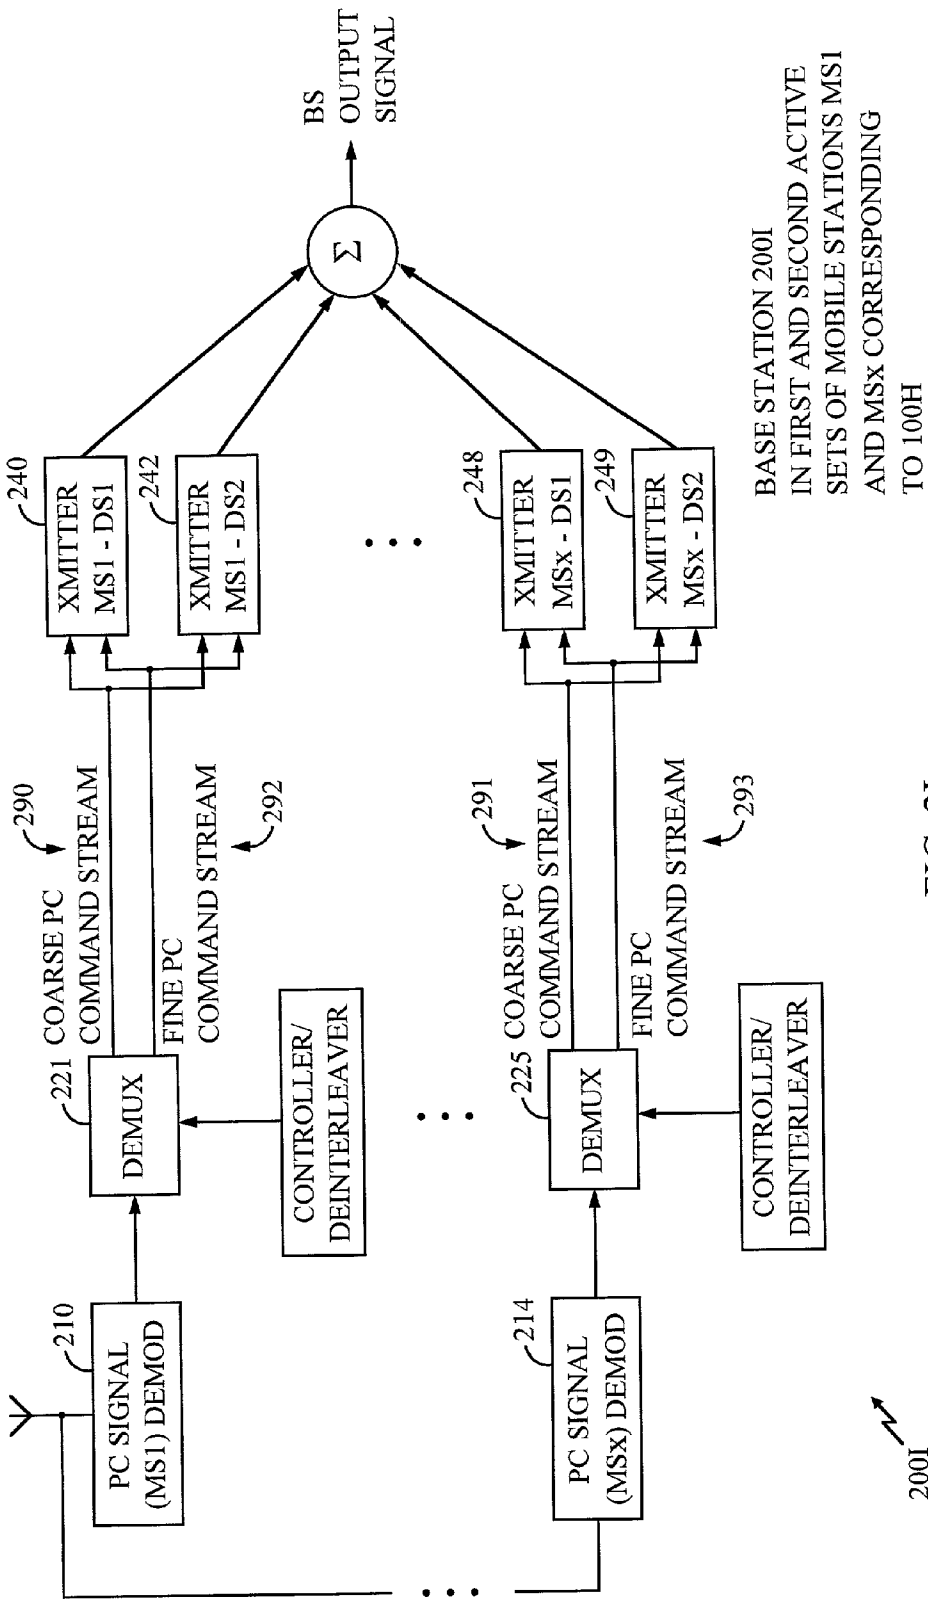 210
PC SIGNAL
(MS1) DEMOD
221
DEMUX
CONTROLLER/
DEINTERLEAVER
290
COARSE PC
COMMAND STREAM
FINE PC
COMMAND STREAM
292
240
XMITTER
MS1 - DS1
242
XMITTER
MS1 - DS2
248
XMITTER
MSx - DS1
249
XMITTER
MSx - DS2
Σ
BS
OUTPUT
SIGNAL
214
PC SIGNAL
(MSx) DEMOD
225
DEMUX
CONTROLLER/
DEINTERLEAVER
291
COARSE PC
COMMAND STREAM
FINE PC
COMMAND STREAM
293
BASE STATION 200I
IN FIRST AND SECOND ACTIVE
SETS OF MOBILE STATIONS MS1
AND MSx CORRESPONDING
TO 100H
200I